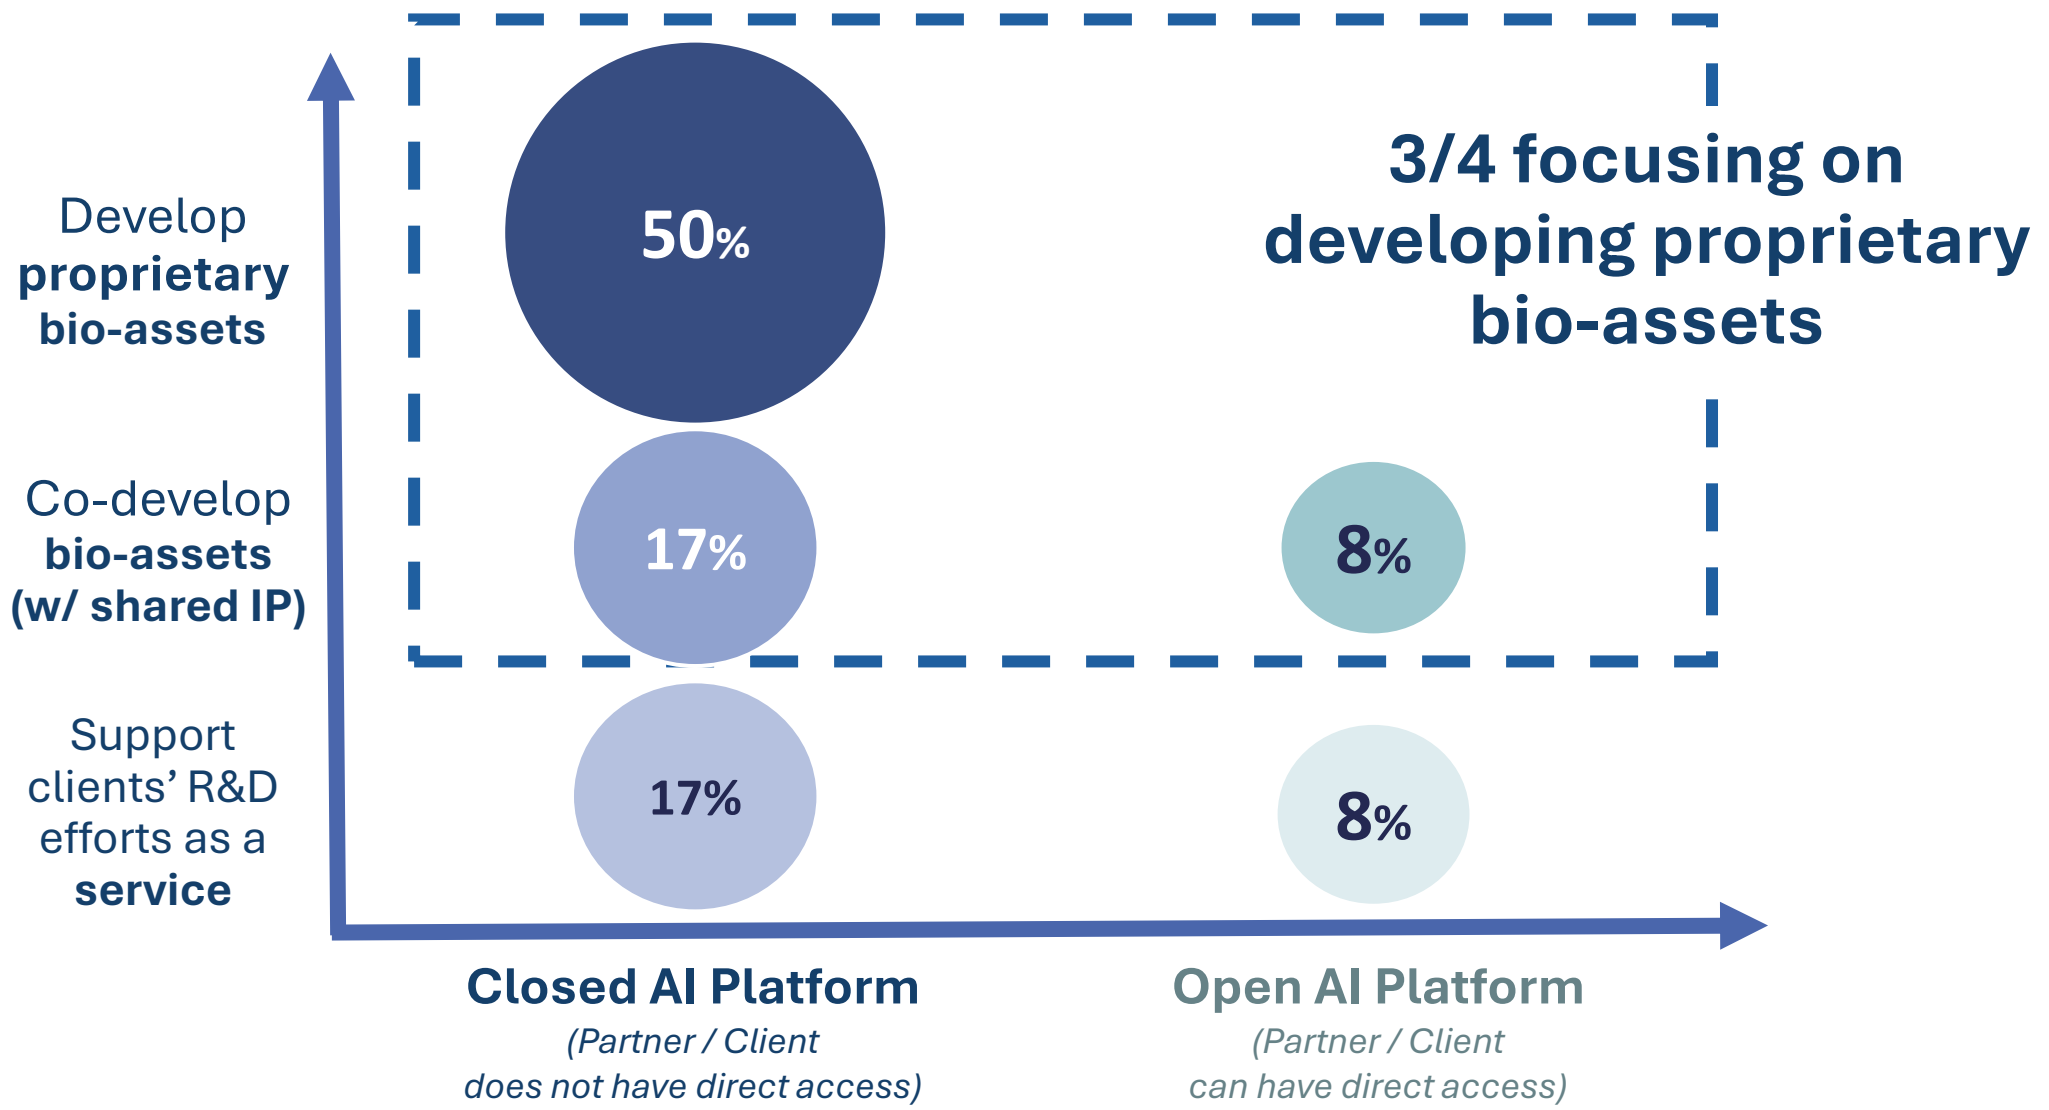 3/4 focusing on
developing proprietary
bio-assets
Develop
proprietary
bio-assets
50%
Co-develop
bio-assets
(w/ shared IP)
17%
8%
Support
clients’ R&D
efforts as a
service
17%
8%
Closed AI Platform
(Partner / Client
does not have direct access)
Open AI Platform
(Partner / Client
can have direct access)